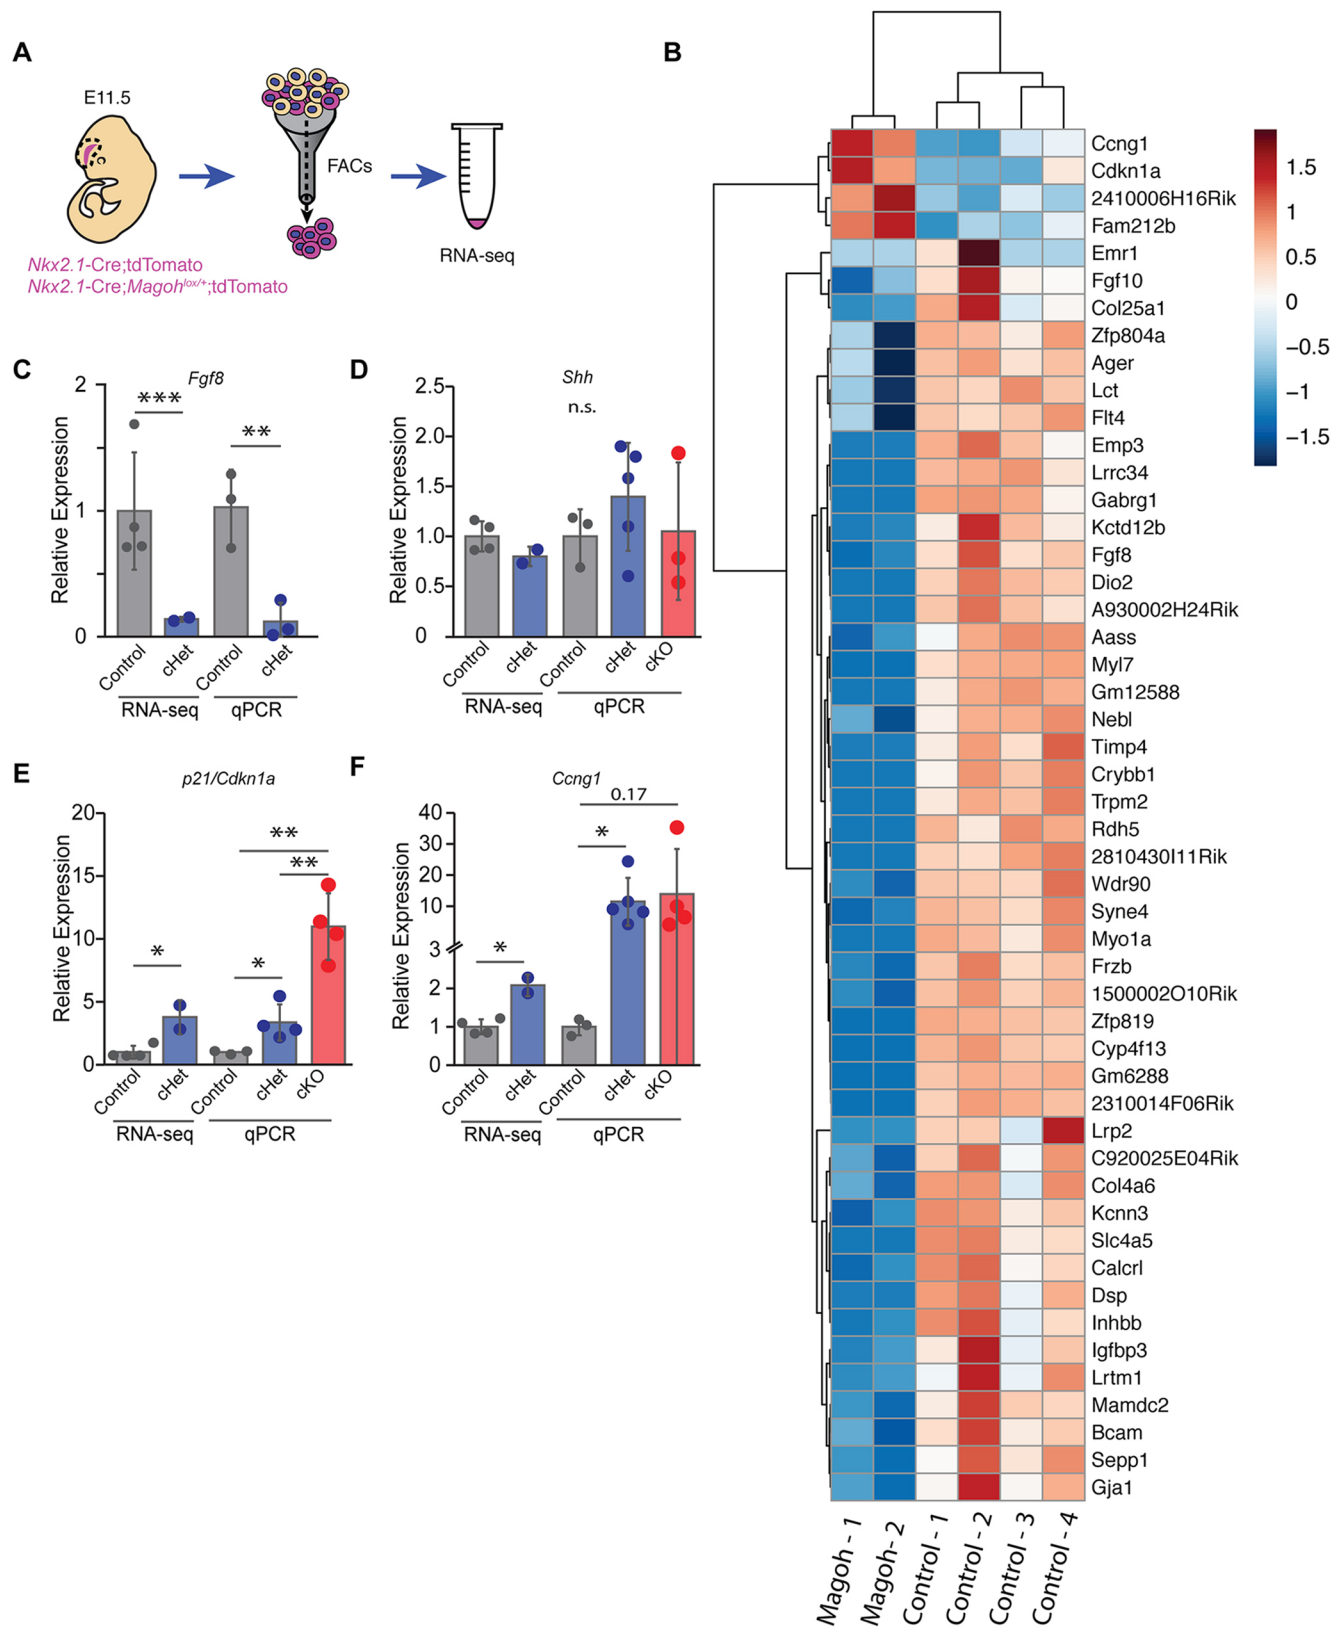 A
E11.5
FACs
RNA-seq
Nkx2.1-Cre;tdTomato
Nkx2.1-Cre;Magoh^lox/+;tdTomato
B
Ccng1
Cdkn1a
2410006H16Rik
Fam212b
Emr1
Fgf10
Col25a1
Zfp804a
Ager
Lct
Flt4
Emp3
Lrrc34
Gabrg1
Kctd12b
Fgf8
Dio2
A930002H24Rik
Aass
Myl7
Gm12588
Nebl
Timp4
Crybb1
Trpm2
Rdh5
2810430I11Rik
Wdr90
Syne4
Myo1a
Frzb
1500002O10Rik
Zfp819
Cyp4f13
Gm6288
2310014F06Rik
Lrp2
C920025E04Rik
Col4a6
Kcnn3
Slc4a5
Calcrl
Dsp
Inhbb
Igfbp3
Lrtm1
Mamdc2
Bcam
Sepp1
Gja1
Magoh - 1
Magoh- 2
Control - 1
Control - 2
Control - 3
Control - 4
1.5
1
0.5
0
−0.5
−1
−1.5
C
Fgf8
Relative Expression
2
1
0
***
**
Control
cHet
Control
cHet
RNA-seq
qPCR
D
Shh
n.s.
Relative Expression
2.5
2.0
1.5
1.0
0.5
0
Control
cHet
Control
cHet
cKO
RNA-seq
qPCR
E
p21/Cdkn1a
Relative Expression
20
15
10
5
0
*
*
**
**
Control
cHet
Control
cHet
cKO
RNA-seq
qPCR
F
Ccng1
0.17
Relative Expression
40
30
20
10
3
2
1
0
*
*
Control
cHet
Control
cHet
cKO
RNA-seq
qPCR